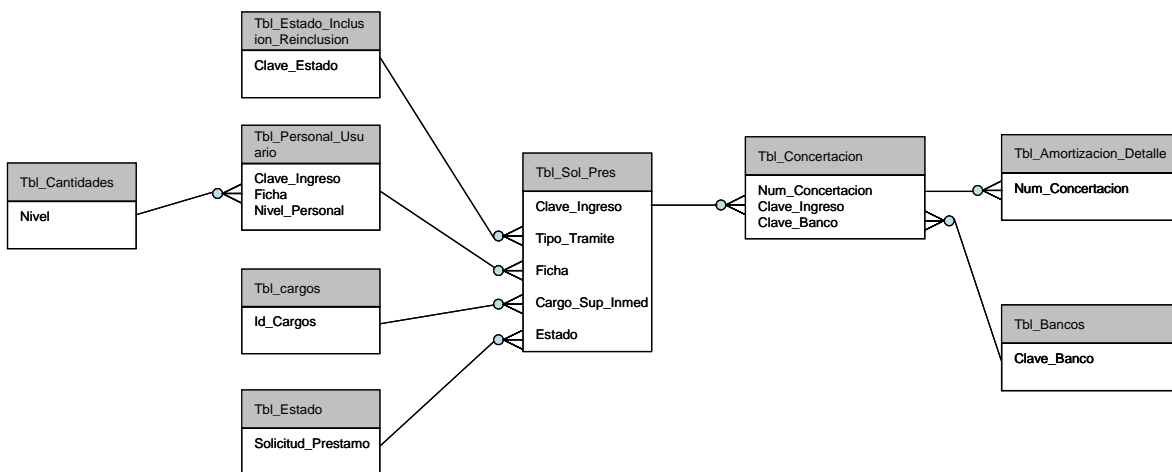 Tbl_Estado_Inclus
ion_Reinclusion
Clave_Estado
Tbl_Personal_Usu
ario
Clave_Ingreso
Ficha
Nivel_Personal
Tbl_Cantidades
Nivel
Tbl_cargos
Id_Cargos
Tbl_Estado
Solicitud_Prestamo
Tbl_Sol_Pres
Clave_Ingreso
Tipo_Tramite
Ficha
Cargo_Sup_Inmed
Estado
Tbl_Concertacion
Num_Concertacion
Clave_Ingreso
Clave_Banco
Tbl_Amortizacion_Detalle
Num_Concertacion
Tbl_Bancos
Clave_Banco